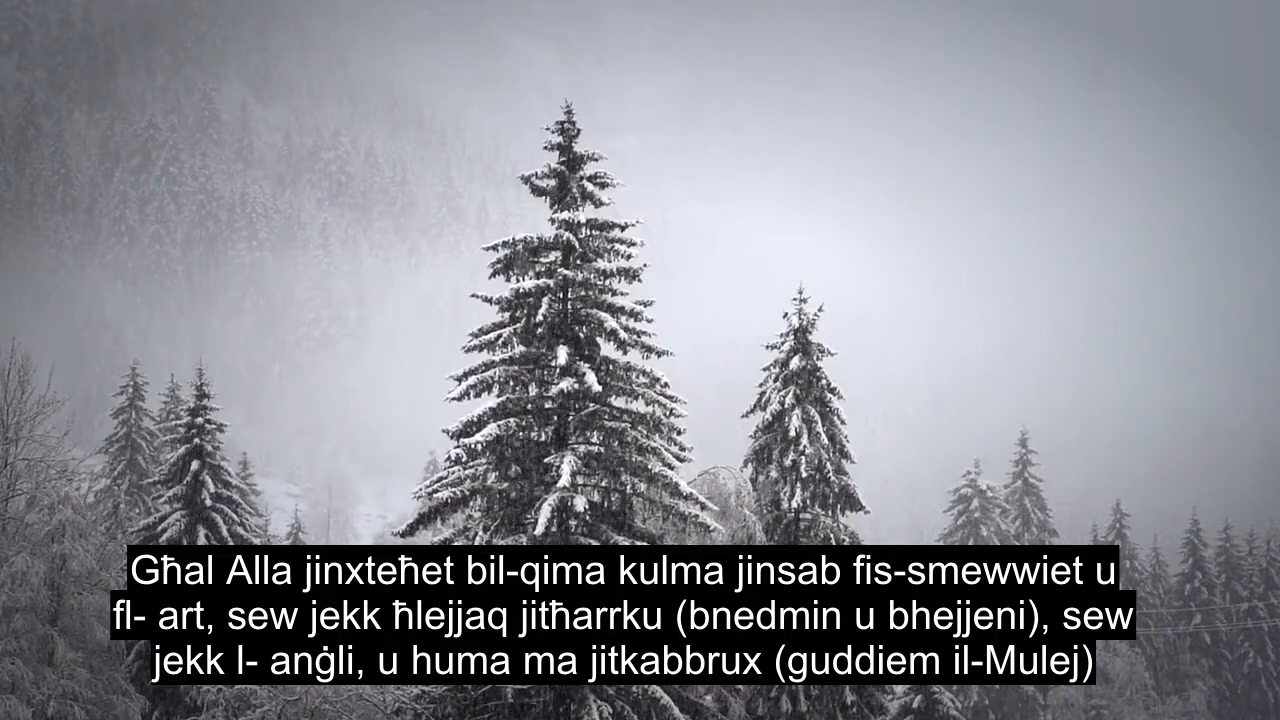 Għal Alla jinxteħet bil-qima kulma jinsab fis-smewwiet u
fl- art, sew jekk ħlejjaq jitħarrku (bnedmin u bhejjeni), sew
jekk l- anġli, u huma ma jitkabbrux (guddiem il-Mulej)